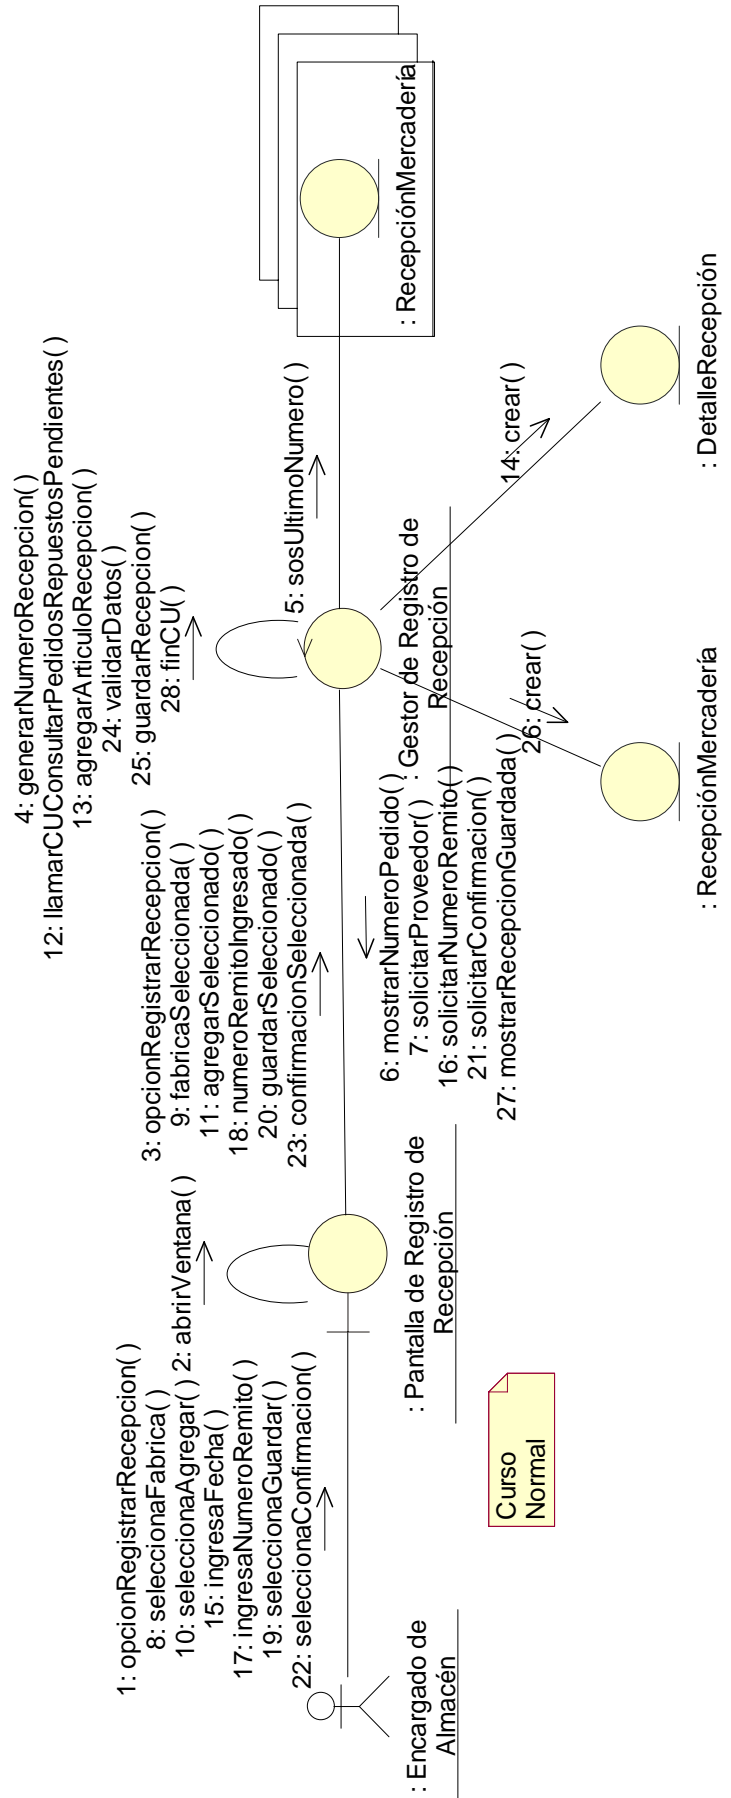 1: opcionRegistrarRecepcion( )
8: seleccionaFabrica( )
10: seleccionaAgregar( )
15: ingresaFecha( )
17: ingresaNumeroRemito( )
19: seleccionaGuardar( )
22: seleccionaConfirmacion( )
: Encargado de
Almacén
2: abrirVentana( )
: Pantalla de Registro de
Recepción
Curso
Normal
3: opcionRegistrarRecepcion( )
9: fabricaSeleccionada( )
11: agregarSeleccionado( )
18: numeroRemitoIngresado( )
20: guardarSeleccionado( )
23: confirmacionSeleccionada( )
6: mostrarNumeroPedido( )
7: solicitarProveedor( )
16: solicitarNumeroRemito( )
21: solicitarConfirmacion( )
27: mostrarRecepcionGuardada( )
4: generarNumeroRecepcion( )
12: llamarCUConsultarPedidosRepuestosPendientes( )
13: agregarArticuloRecepcion( )
24: validarDatos( )
25: guardarRecepcion( )
28: finCU( )
: Gestor de Registro de
Recepción
5: sosUltimoNumero( )
: RecepciónMercadería
14: crear( )
: DetalleRecepción
26: crear( )
: RecepciónMercadería